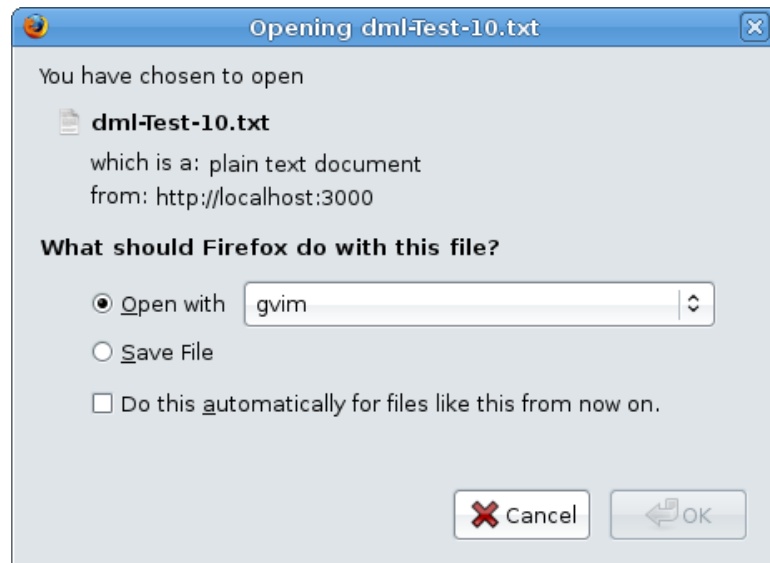 Opening dml-Test-10.txt
You have chosen to open
dml-Test-10.txt
which is a: plain text document
from: http://localhost:3000
What should Firefox do with this file?
Open with gvim
Save File
Do this automatically for files like this from now on.
Cancel OK